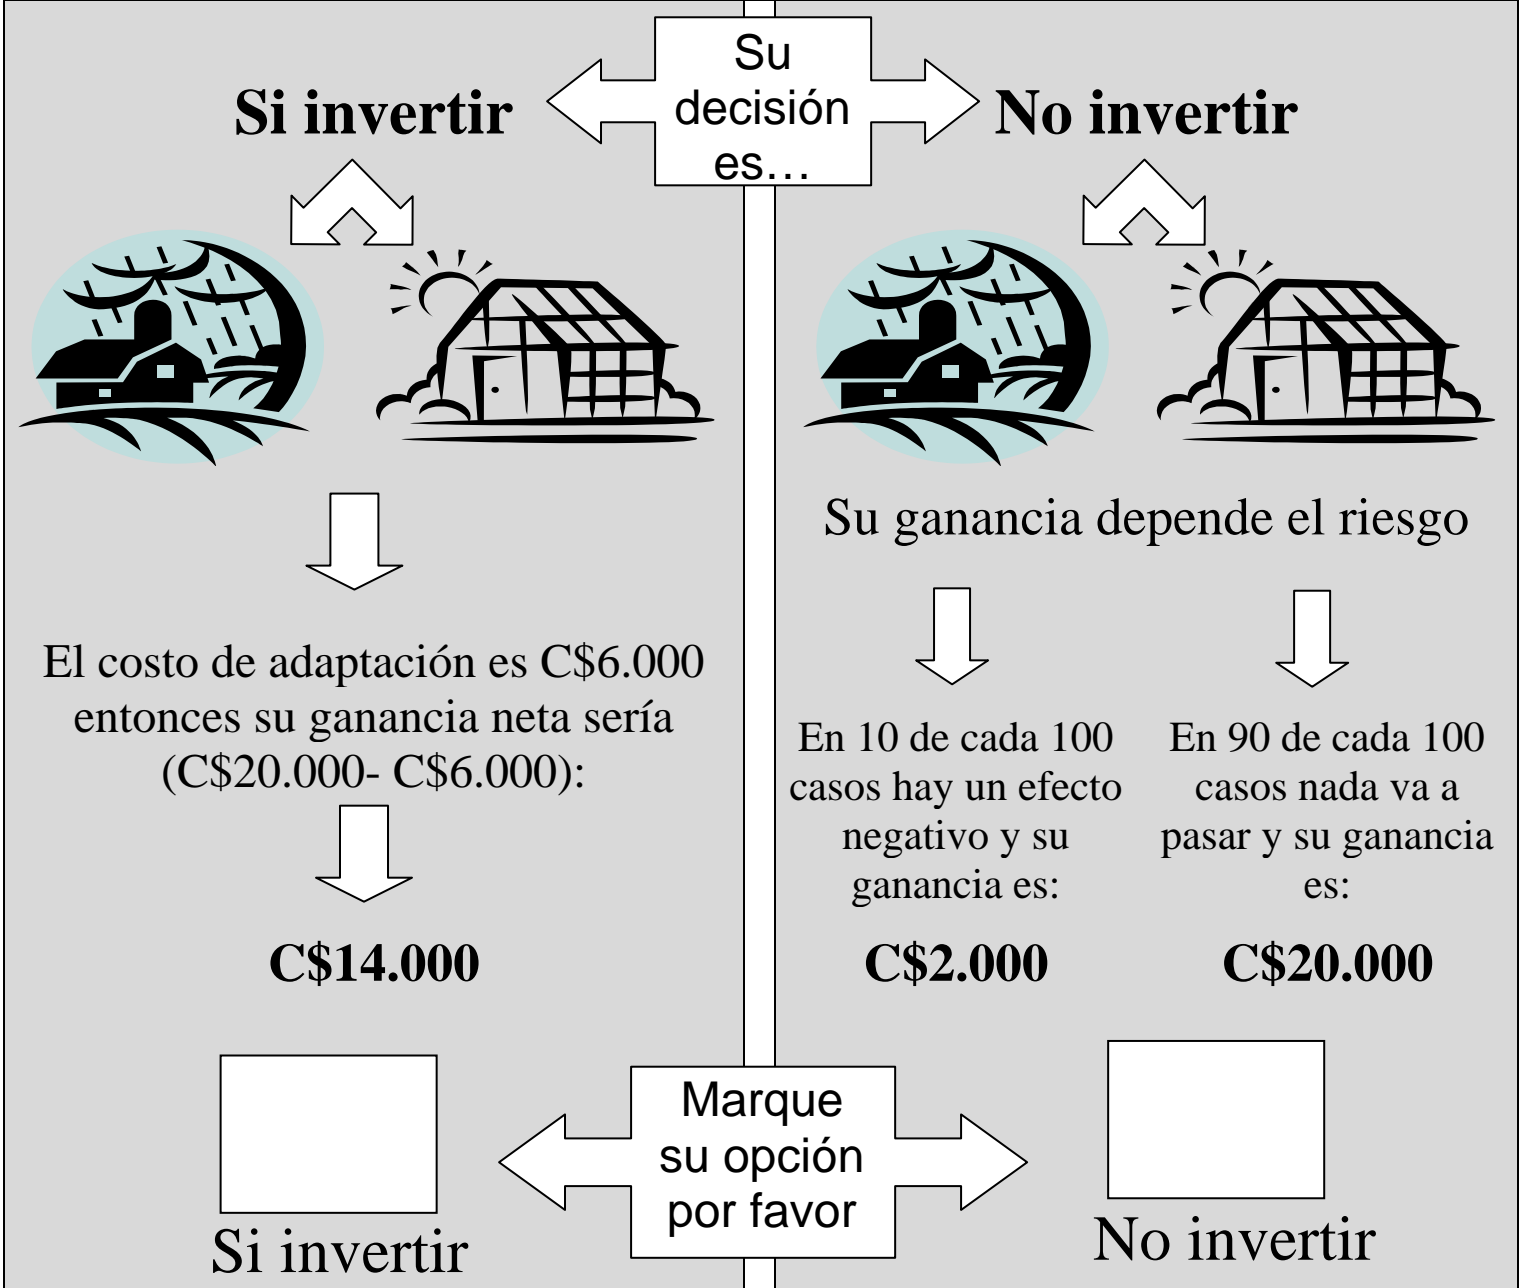 Su
decisión
es…
Si invertir
No invertir
El costo de adaptación es C$6.000
entonces su ganancia neta sería
(C$20.000- C$6.000):
C$14.000
Su ganancia depende el riesgo
En 10 de cada 100
casos hay un efecto
negativo y su
ganancia es:
C$2.000
En 90 de cada 100
casos nada va a
pasar y su ganancia
es:
C$20.000
Marque
su opción
por favor
Si invertir
No invertir